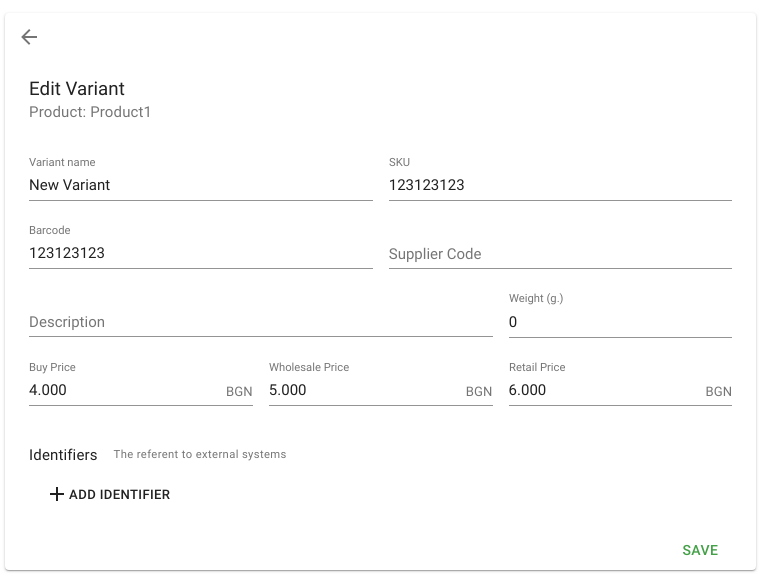 Edit Variant
Product: Product1
Variant name
SKU
New Variant
123123123
Barcode
123123123
Supplier Code
Weight (g.)
Description
0
Buy Price
Wholesale Price
Retail Price
4.000 BGN
5.000 BGN
6.000 BGN
Identifiers The referent to external systems
ADD IDENTIFIER
SAVE